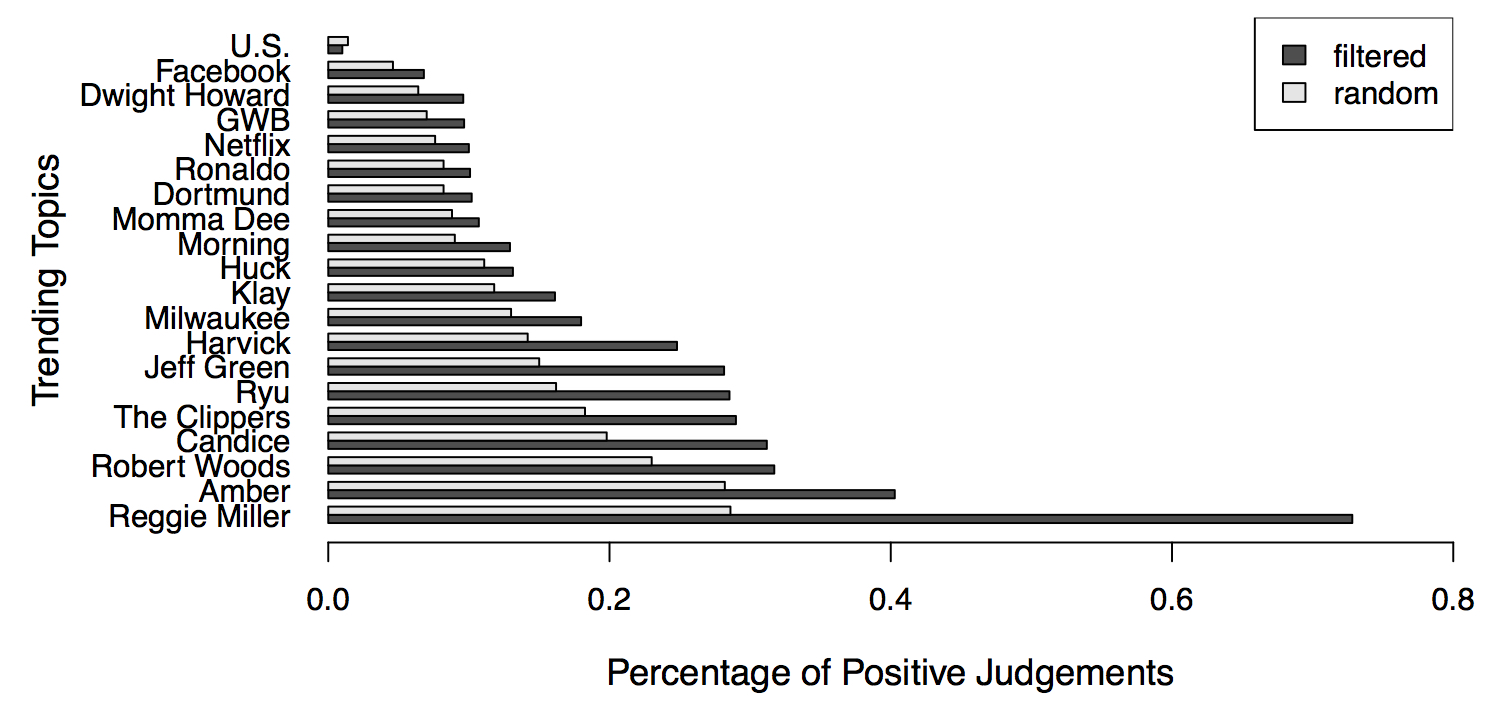 filtered
random
Trending Topics
U.S.
Facebook
Dwight Howard
GWB
Netflix
Ronaldo
Dortmund
Momma Dee
Morning
Huck
Klay
Milwaukee
Harvick
Jeff Green
Ryu
The Clippers
Candice
Robert Woods
Amber
Reggie Miller
0.0 0.2 0.4 0.6 0.8
Percentage of Positive Judgements